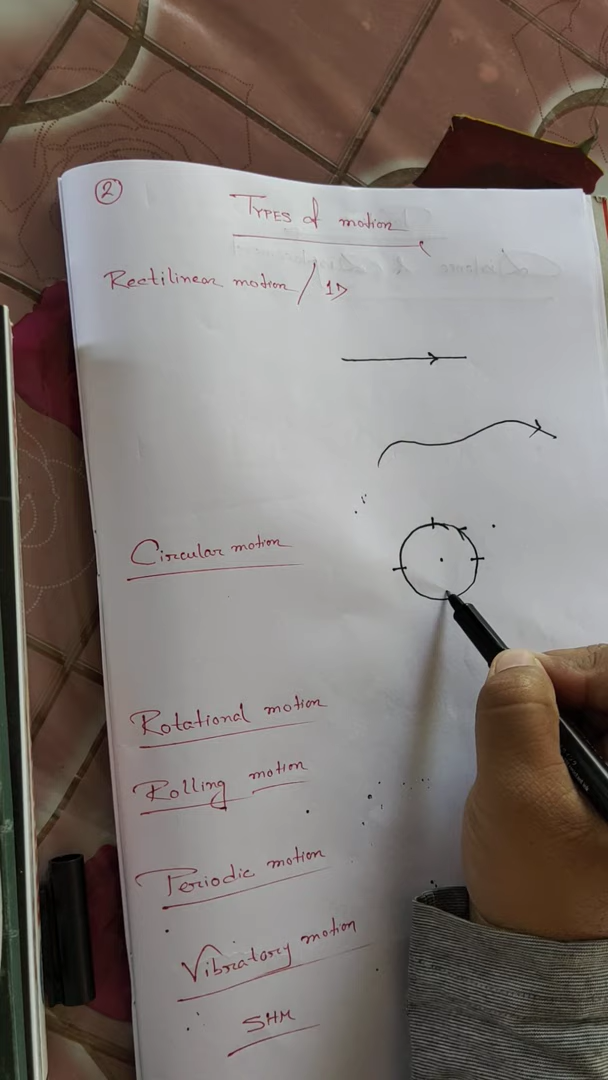 2
TYPES of motion
Rectilinear motion / 1D
Circular motion
Rotational motion
Rolling motion
Periodic motion
Vibratory motion
SHM